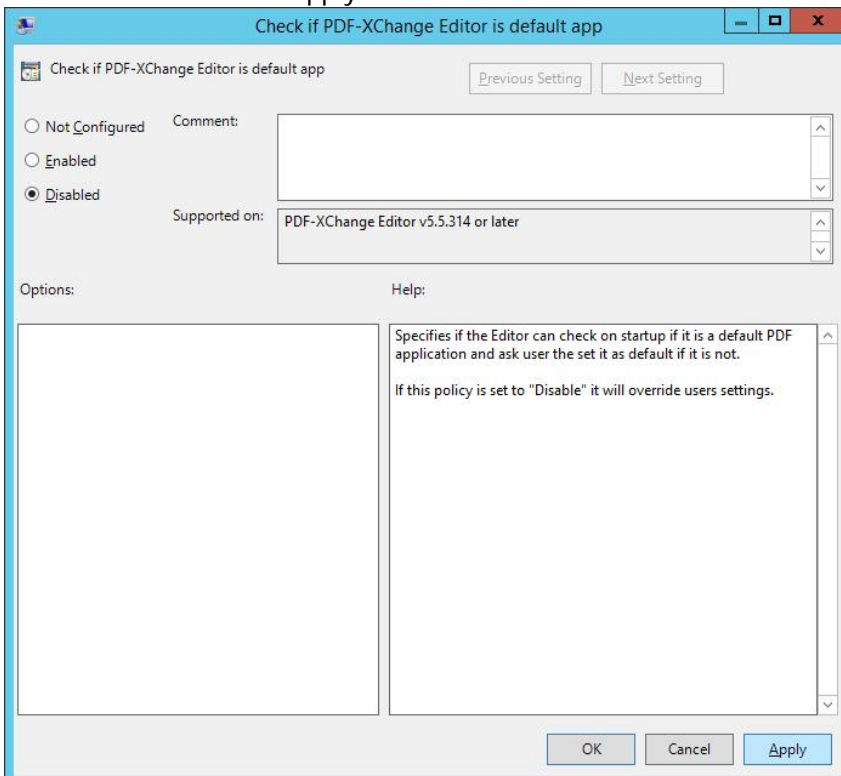 Check if PDF-XChange Editor is default app
x
Check if PDF-XChange Editor is default app
Previous Setting
Next Setting
Not Configured
Comment:
Enabled
Disabled
Supported on:
PDF-XChange Editor v5.5.314 or later
Options:
Help:
Specifies if the Editor can check on startup if it is a default PDF
application and ask user the set it as default if it is not.
If this policy is set to "Disable" it will override users settings.
OK
Cancel
Apply